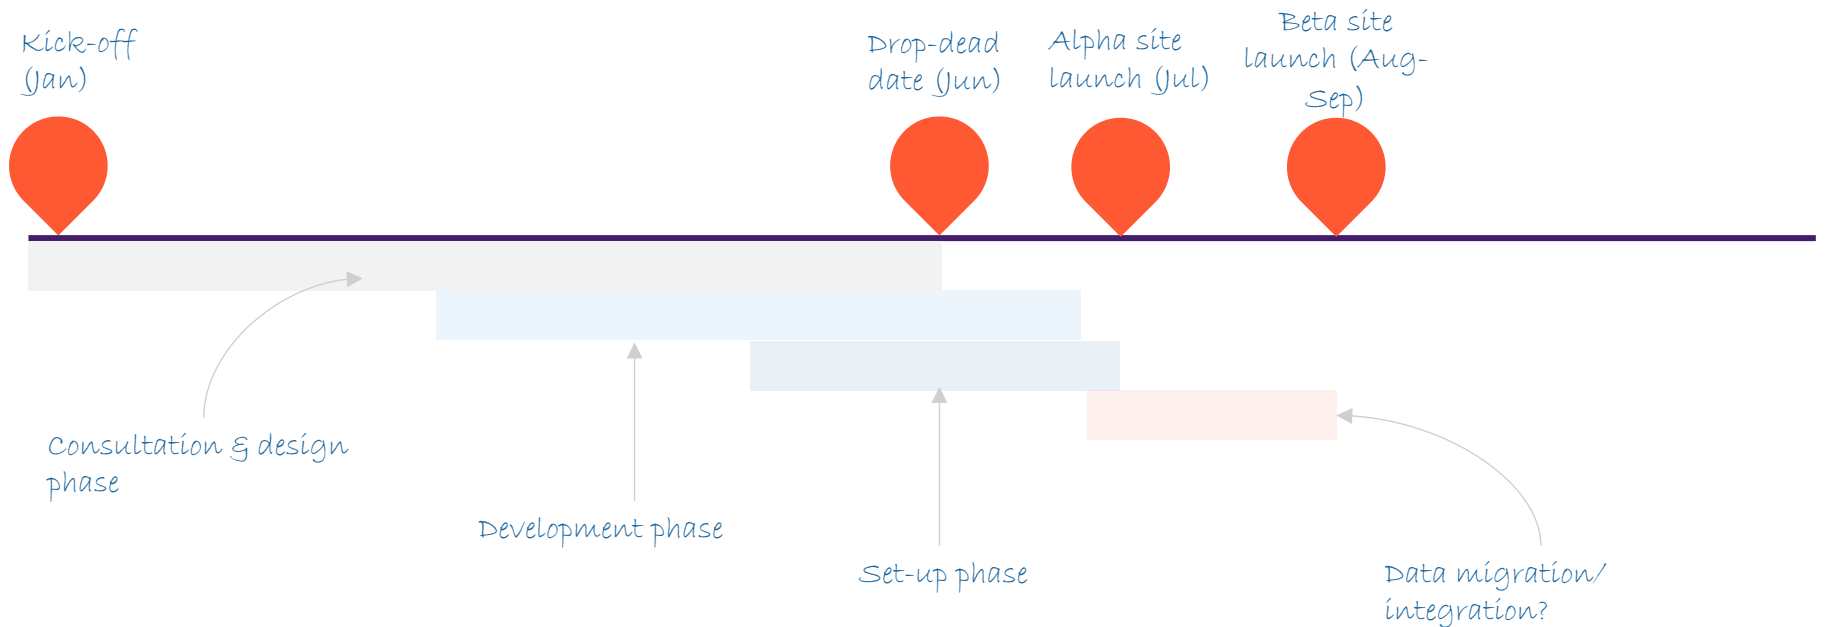 Kick-off
(Jan)
Drop-dead
date (Jun)
Alpha site
launch (Jul)
Beta site
launch (Aug-
Sep)
Consultation & design
phase
Development phase
Set-up phase
Data migration/
integration?